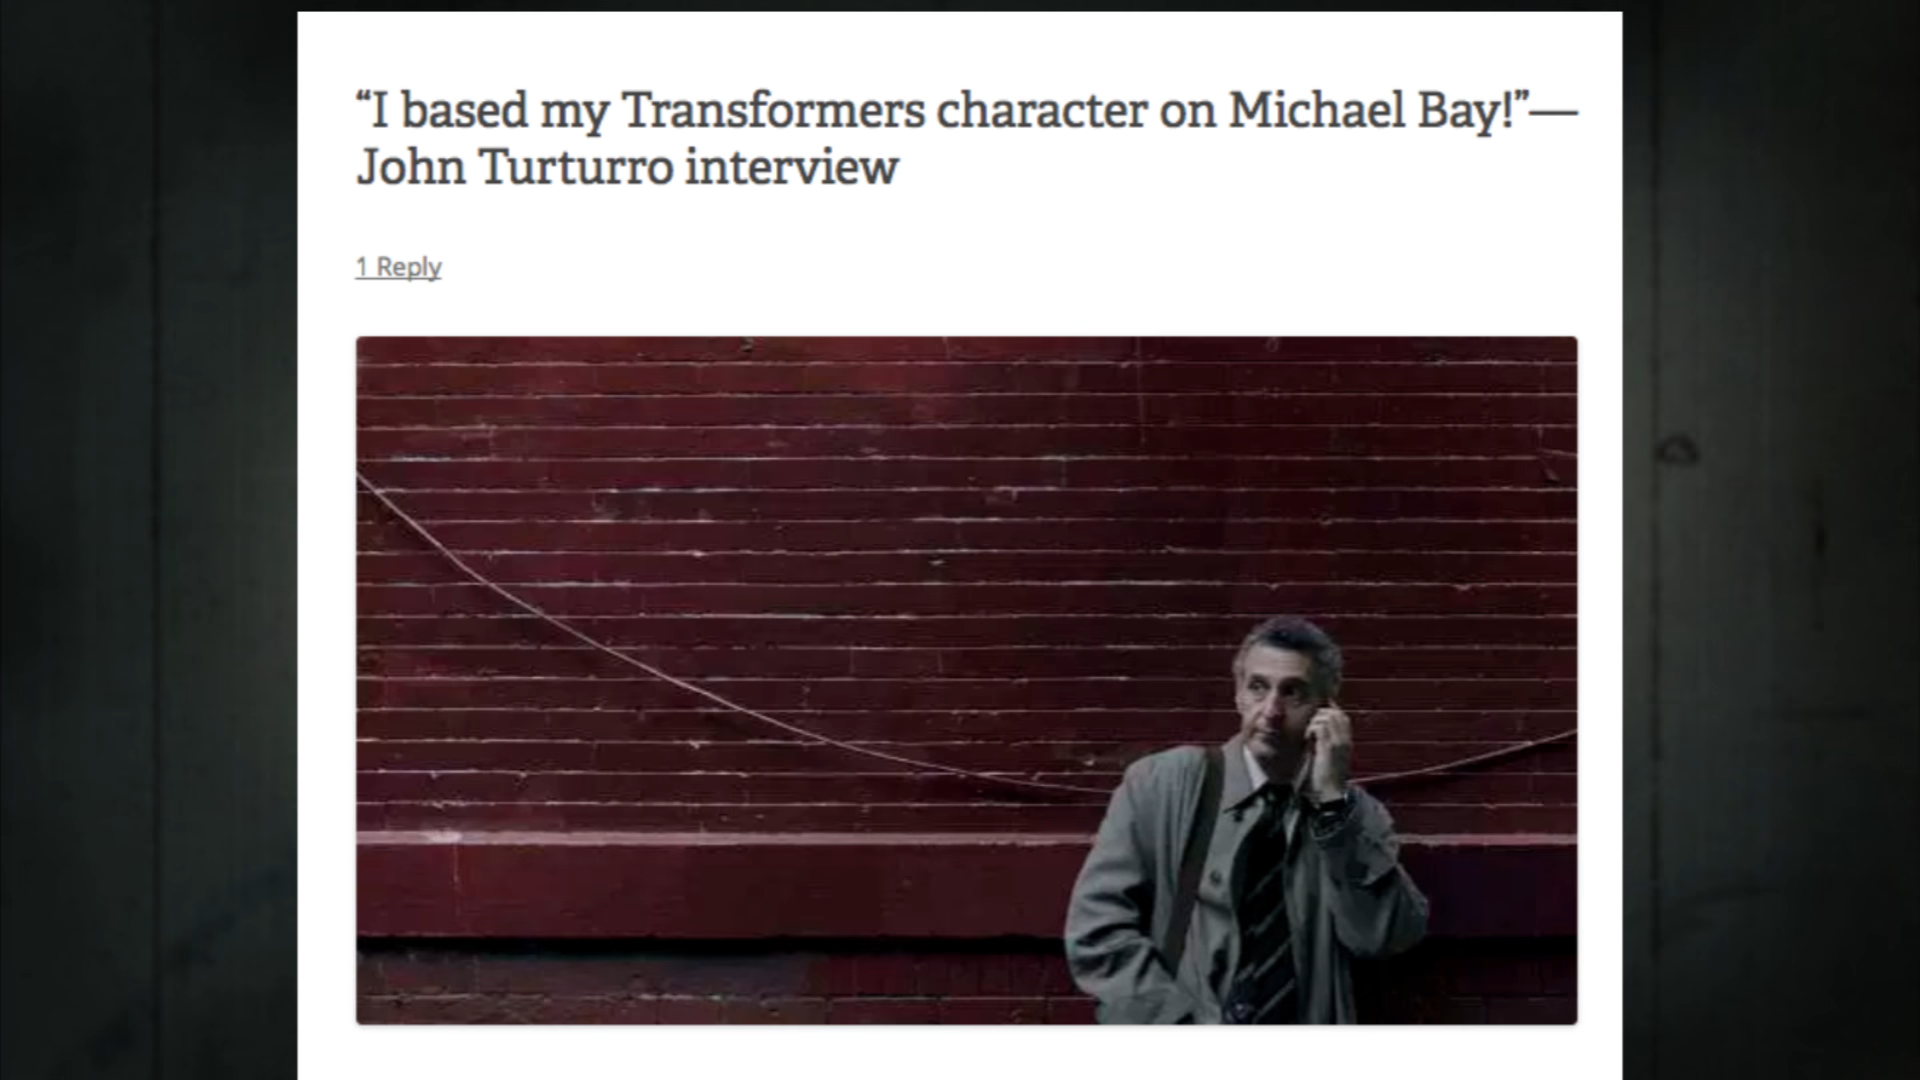 “I based my Transformers character on Michael Bay!”—
John Turturro interview
1 Reply